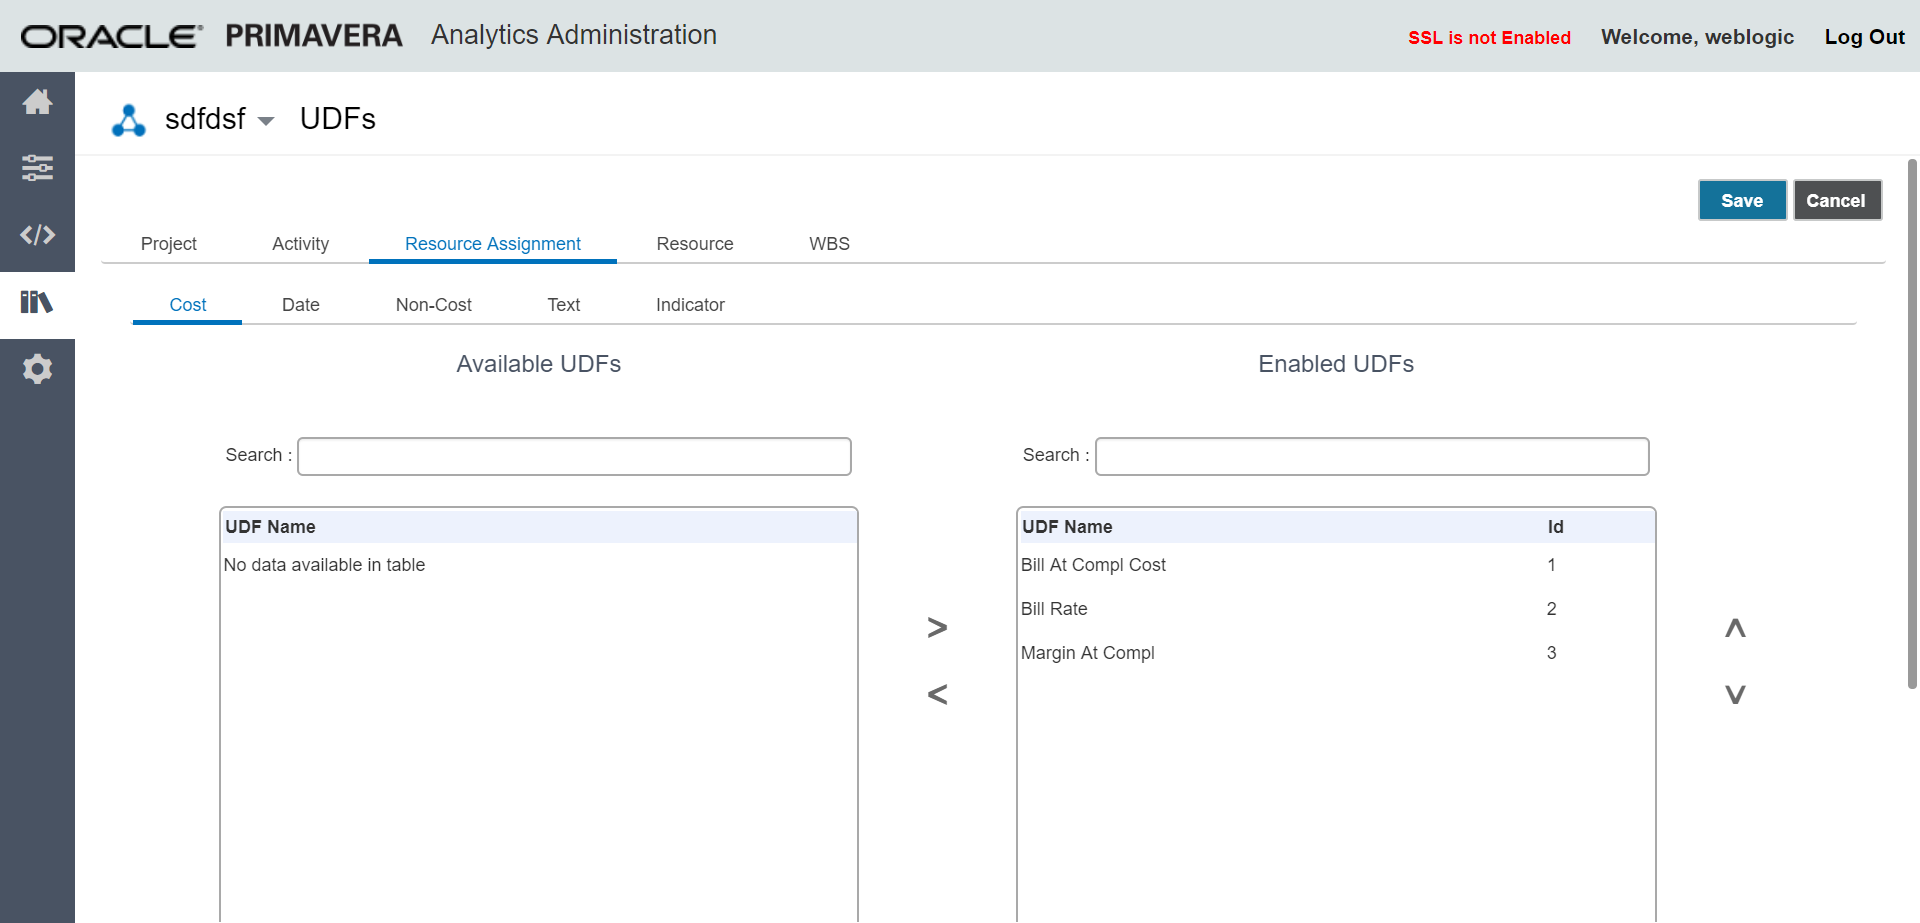 ORACLE® PRIMAVERA Analytics Administration SSL is not Enabled Welcome, weblogic Log Out
sdfdsf UDFs
Save Cancel
Project Activity Resource Assignment Resource WBS
Cost Date Non-Cost Text Indicator
Available UDFs Enabled UDFs
Search : Search :
UDF Name UDF Name Id
No data available in table Bill At Compl Cost 1
Bill Rate 2
Margin At Compl 3